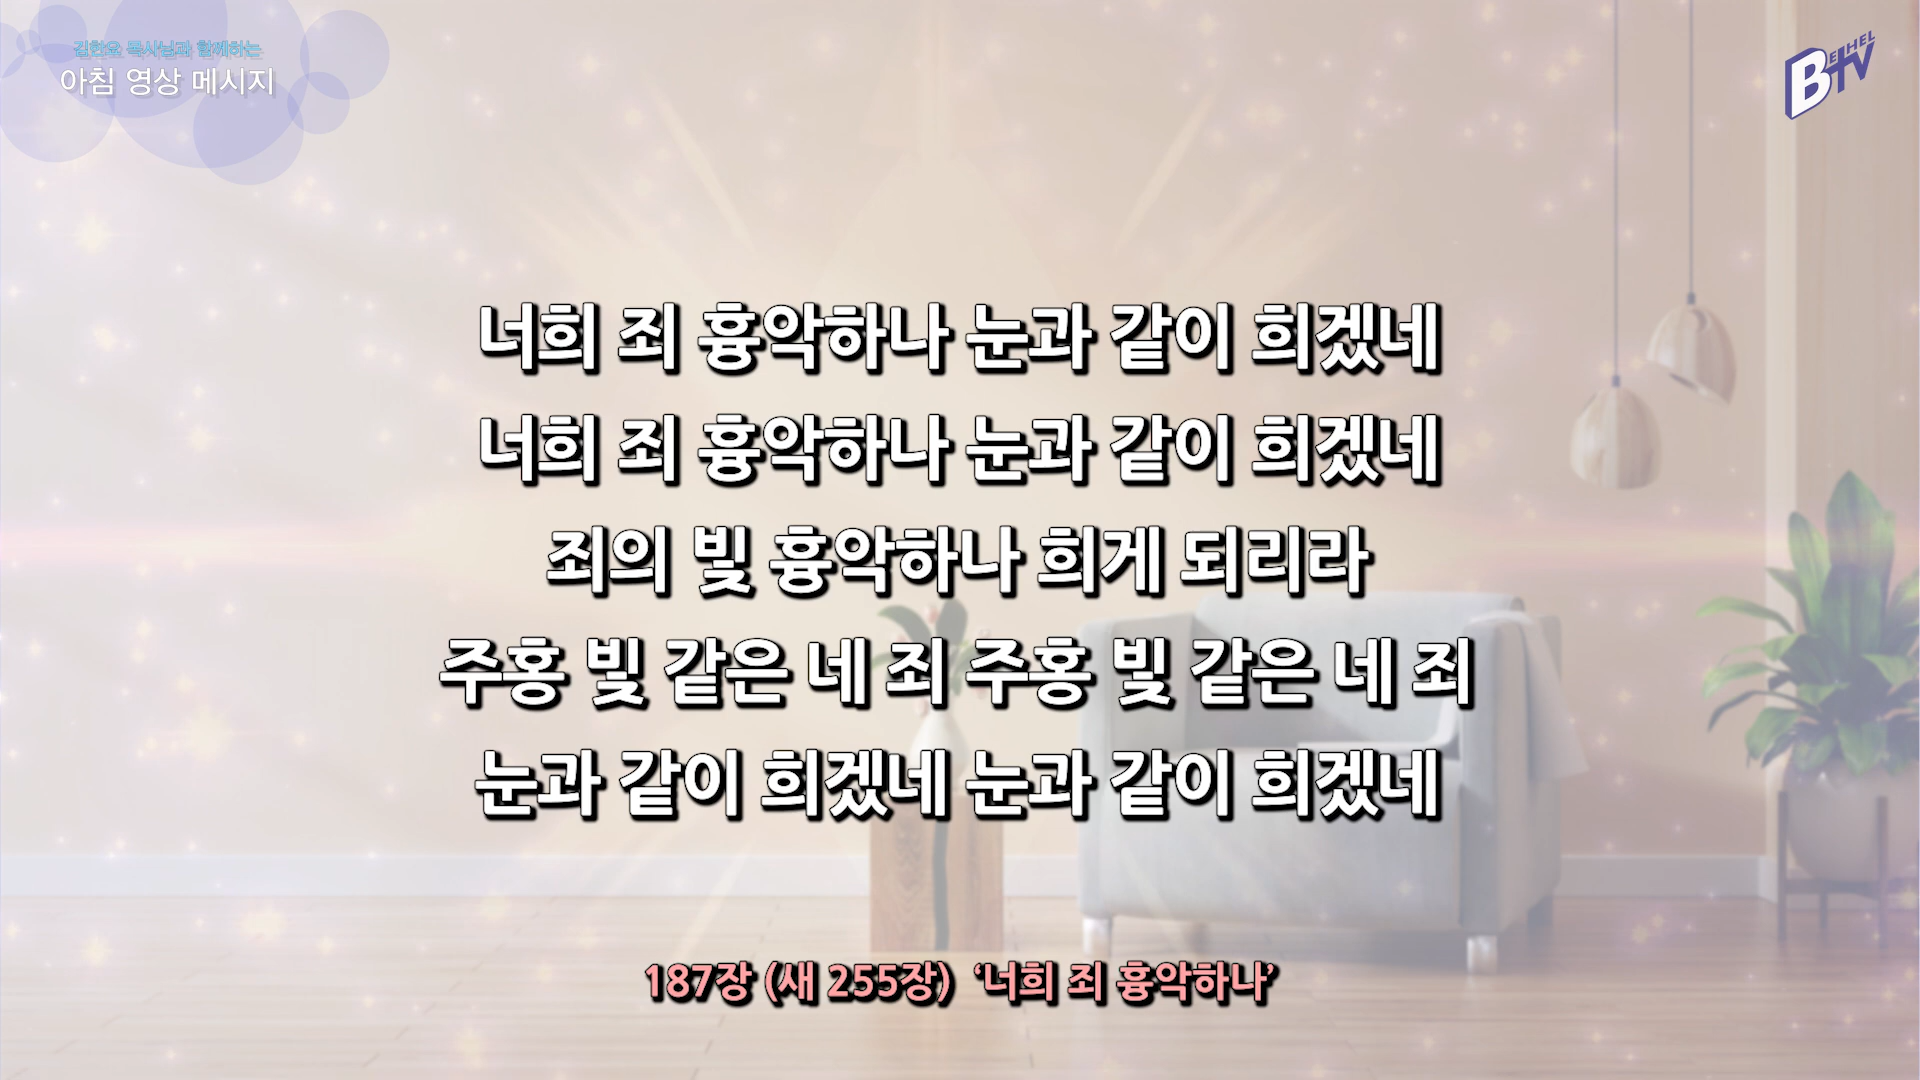 김한요 목사님과 함께하는
아침 영상 메시지
BETHEL
BTV
너희 죄 흉악하나 눈과 같이 희겠네
너희 죄 흉악하나 눈과 같이 희겠네
죄의 빛 흉악하나 희게 되리라
주홍 빛 같은 네 죄 주홍 빛 같은 네 죄
눈과 같이 희겠네 눈과 같이 희겠네
187장 (새 255장) ‘너희 죄 흉악하나’